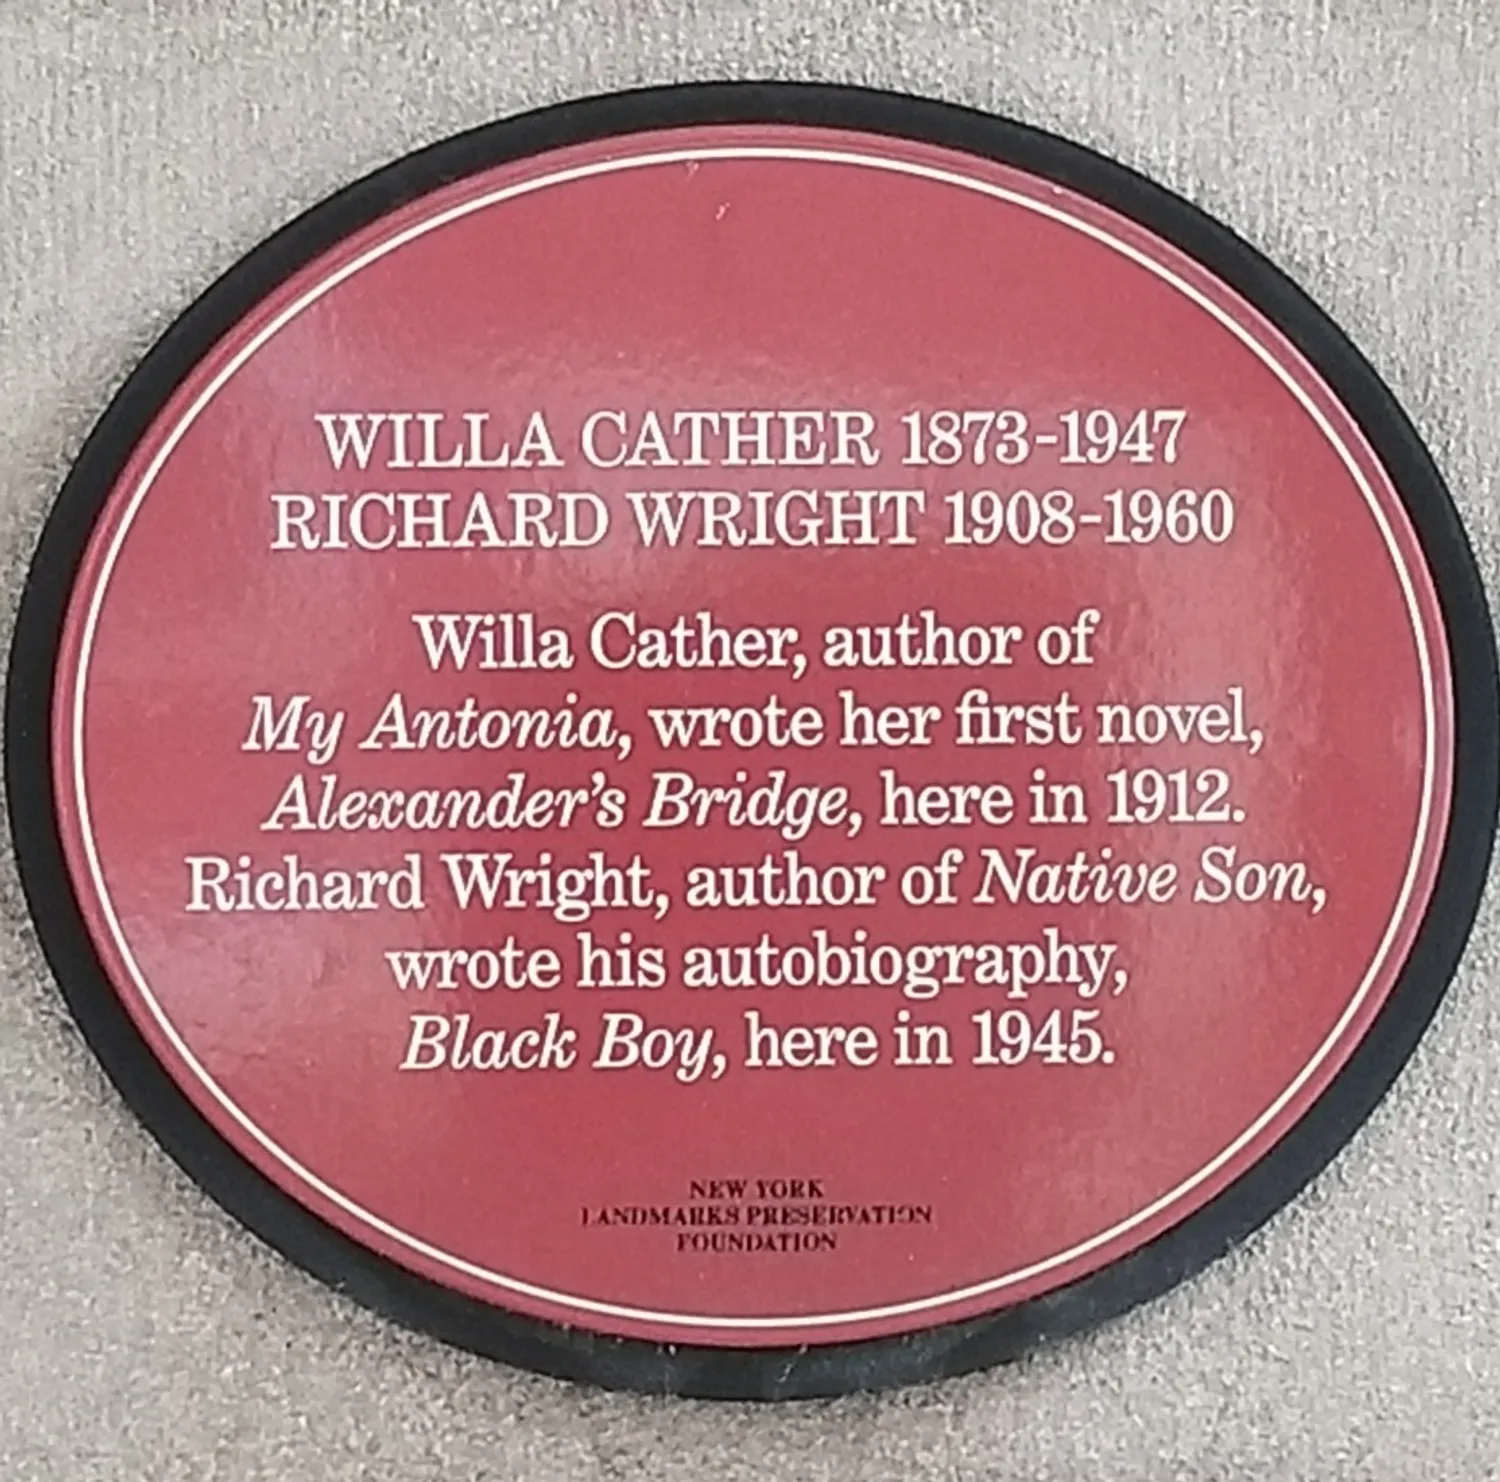 WILLA CATHER 1873-1947
RICHARD WRIGHT 1908-1960
Willa Cather, author of
My Antonia, wrote her first novel,
Alexander's Bridge, here in 1912.
Richard Wright, author of Native Son,
wrote his autobiography,
Black Boy, here in 1945.
NEW YORK
LANDMARKS PRESERVATION
FOUNDATION